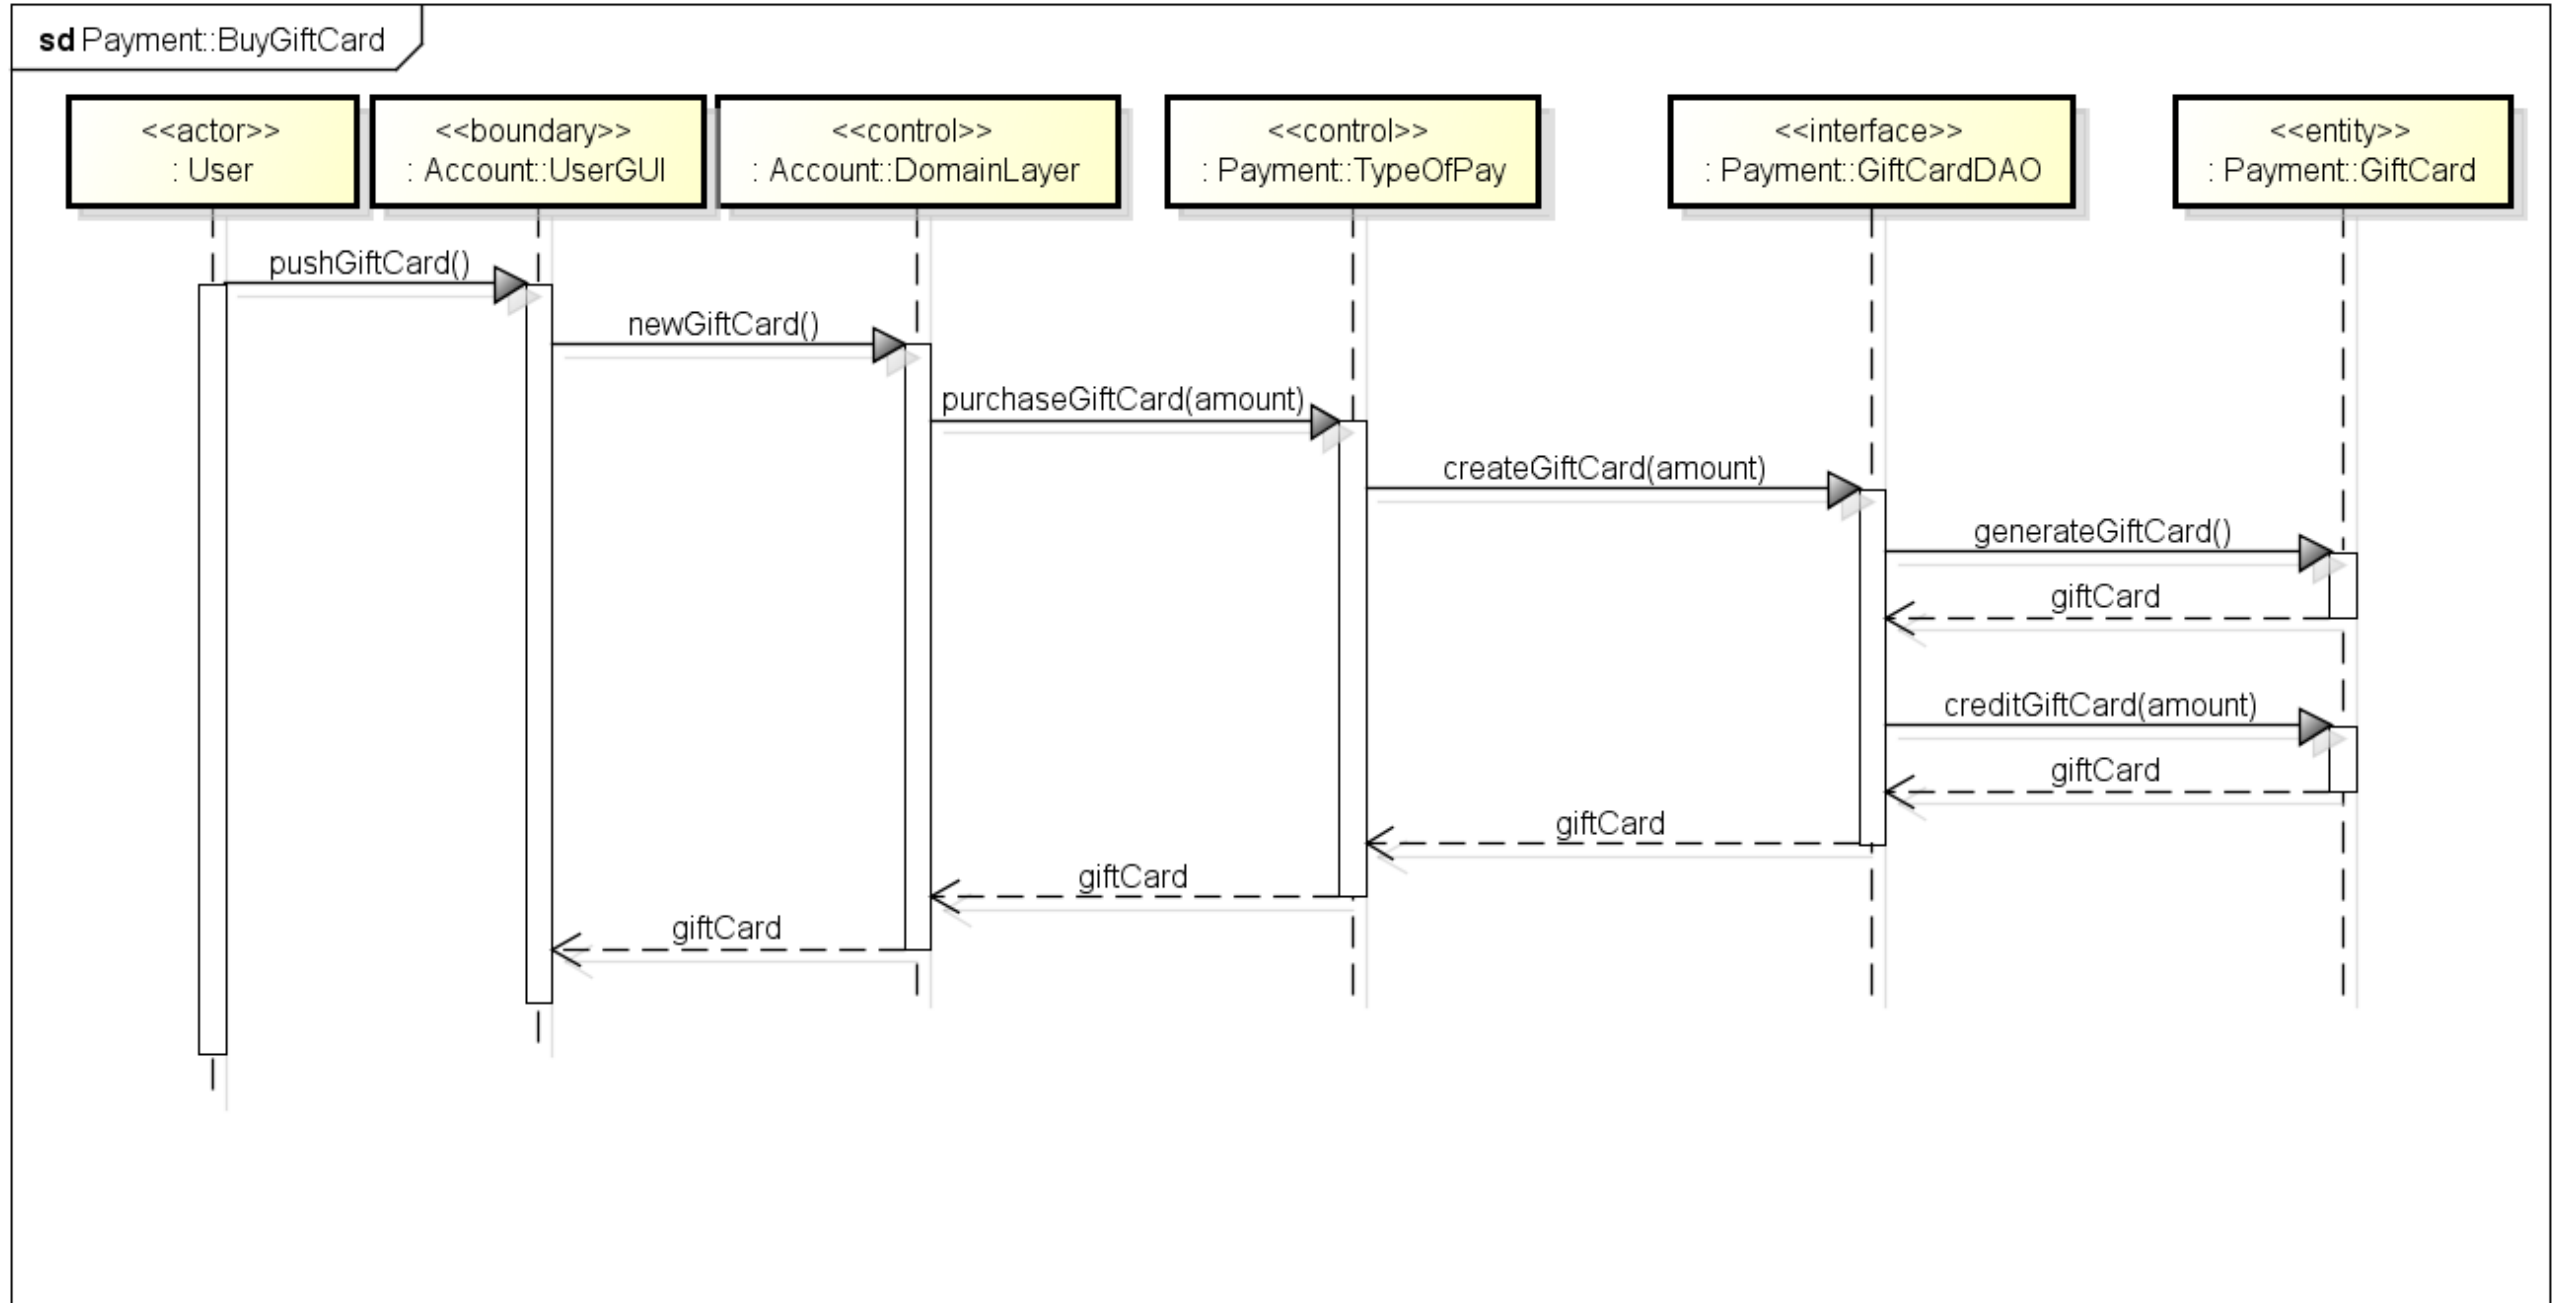 sd Payment::BuyGiftCard
<<actor>>
: User
<<boundary>>
: Account::UserGUI
<<control>>
: Account::DomainLayer
<<control>>
: Payment::TypeOfPay
<<interface>>
: Payment::GiftCardDAO
<<entity>>
: Payment::GiftCard
pushGiftCard()
newGiftCard()
purchaseGiftCard(amount)
createGiftCard(amount)
generateGiftCard()
giftCard
creditGiftCard(amount)
giftCard
giftCard
giftCard
giftCard